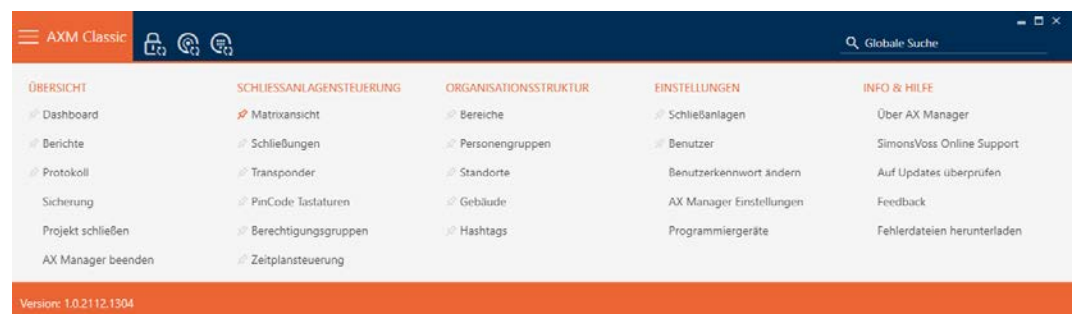 AXM Classic
Globale Suche
ÜBERSICHT
Dashboard
Berichte
Protokoll
Sicherung
Projekt schließen
AX Manager beenden
SCHLIESSANLAGENSTEUERUNG
Matrixansicht
Schließungen
Transponder
PinCode Tastaturen
Berechtigungsgruppen
Zeitplansteuerung
ORGANISATIONSSTRUKTUR
Bereiche
Personengruppen
Standorte
Gebäude
Hashtags
EINSTELLUNGEN
Schließanlagen
Benutzer
Benutzerkennwort ändern
AX Manager Einstellungen
Programmiergeräte
INFO & HILFE
Über AX Manager
SimonsVoss Online Support
Auf Updates überprüfen
Feedback
Fehlerdateien herunterladen
Version: 1.0.2112.1304